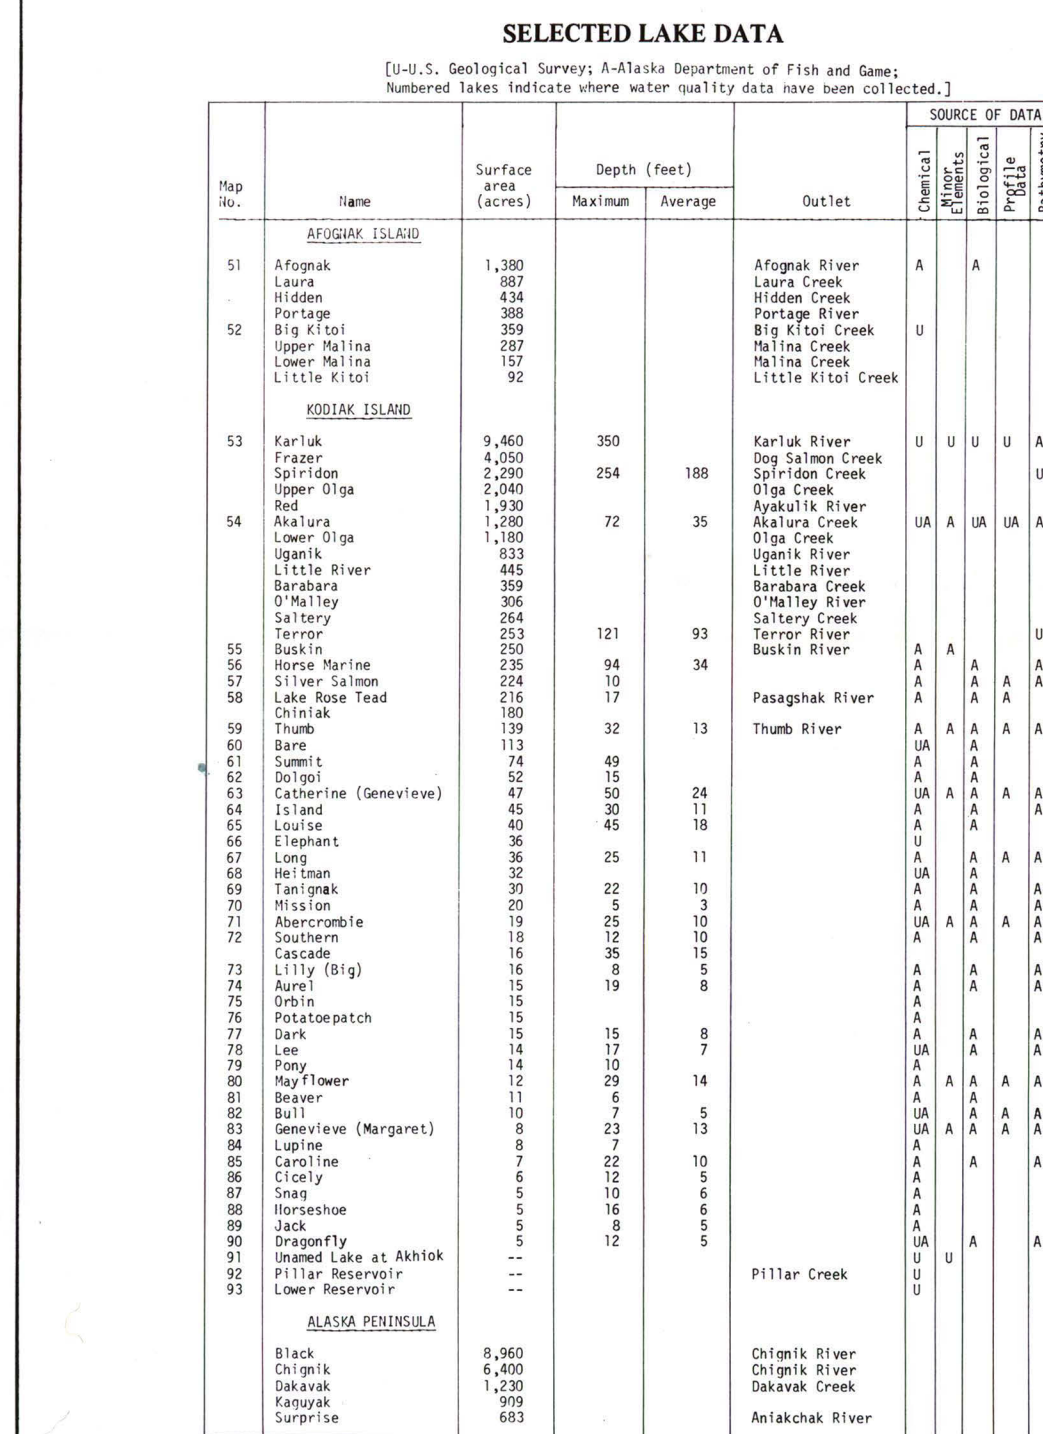 SELECTED LAKE DATA
[U-U.S. Geological Survey; A-Alaska Department of Fish and Game;
Numbered lakes indicate where water quality data have been collected.]
SOURCE OF DATA
Map No. Name Surface area (acres) Depth (feet) Maximum Average Outlet Chemical Minor Elements Biological Profile Data
AFOGNAK ISLAND
51 Afognak 1,380 Afognak River A A
Laura 887 Laura Creek
Hidden 434 Hidden Creek
Portage 388 Portage River
52 Big Kitoi 359 Big Kitoi Creek U
Upper Malina 287 Malina Creek
Lower Malina 157 Malina Creek
Little Kitoi 92 Little Kitoi Creek
KODIAK ISLAND
53 Karluk 9,460 350 Karluk River U U U U A
Frazer 4,050 Dog Salmon Creek
Spiridon 2,290 254 188 Spiridon Creek U
Upper Olga 2,040 Olga Creek
Red 1,930 Ayakulik River
54 Akalura 1,280 72 35 Akalura Creek UA A UA UA A
Lower Olga 1,180 Olga Creek
Uganik 833 Uganik River
Little River 445 Little River
Barabara 359 Barabara Creek
O'Malley 306 O'Malley River
Saltery 264 Saltery Creek
Terror 253 121 93 Terror River U
55 Buskin 250 Buskin River A A
56 Horse Marine 235 94 34 A A A
57 Silver Salmon 224 10 A A A A
58 Lake Rose Tead 216 17 Pasagshak River A A A
Chiniak 180
59 Thumb 139 32 13 Thumb River A A A A A
60 Bare 113 UA A
61 Summit 74 49 A A
62 Dolgoi 52 15 A A
63 Catherine (Genevieve) 47 50 24 UA A A A A
64 Island 45 30 11 A A A
65 Louise 40 45 18 A A
66 Elephant 36 U
67 Long 36 25 11 A A A A
68 Heitman 32 UA A
69 Tanignak 30 22 10 A A A
70 Mission 20 5 3 A A A
71 Abercrombie 19 25 10 UA A A A A
72 Southern 18 12 10 A A A
Cascade 16 35 15
73 Lilly (Big) 16 8 5 A A A
74 Aurel 15 19 8 A A A
75 Orbin 15 A
76 Potatoepatch 15 A
77 Dark 15 15 8 A A A
78 Lee 14 17 7 UA A A
79 Pony 14 10 A
80 Mayflower 12 29 14 A A A A A
81 Beaver 11 6 A A
82 Bull 10 7 5 UA A A A
83 Genevieve (Margaret) 8 23 13 UA A A A A
84 Lupine 8 7 A
85 Caroline 7 22 10 A A A
86 Cicely 6 12 5 A
87 Snag 5 10 6 A
88 Horseshoe 5 16 6 A
89 Jack 5 8 5 A
90 Dragonfly 5 12 5 UA A A
91 Unamed Lake at Akhiok -- U U
92 Pillar Reservoir -- Pillar Creek U
93 Lower Reservoir -- U
ALASKA PENINSULA
Black 8,960 Chignik River
Chignik 6,400 Chignik River
Dakavak 1,230 Dakavak Creek
Kaguyak 909
Surprise 683 Aniakchak River